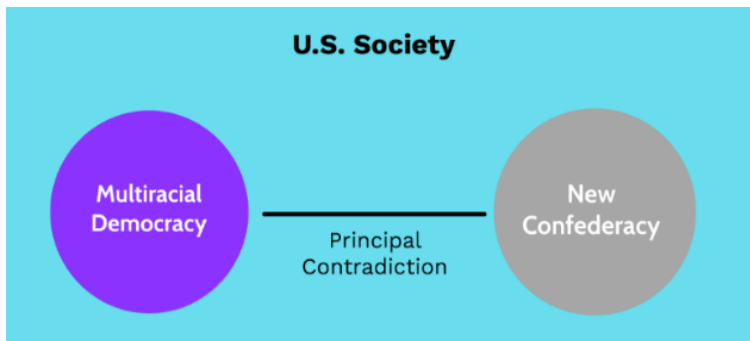 U.S. Society
Multiracial
Democracy
Principal
Contradiction
New
Confederacy